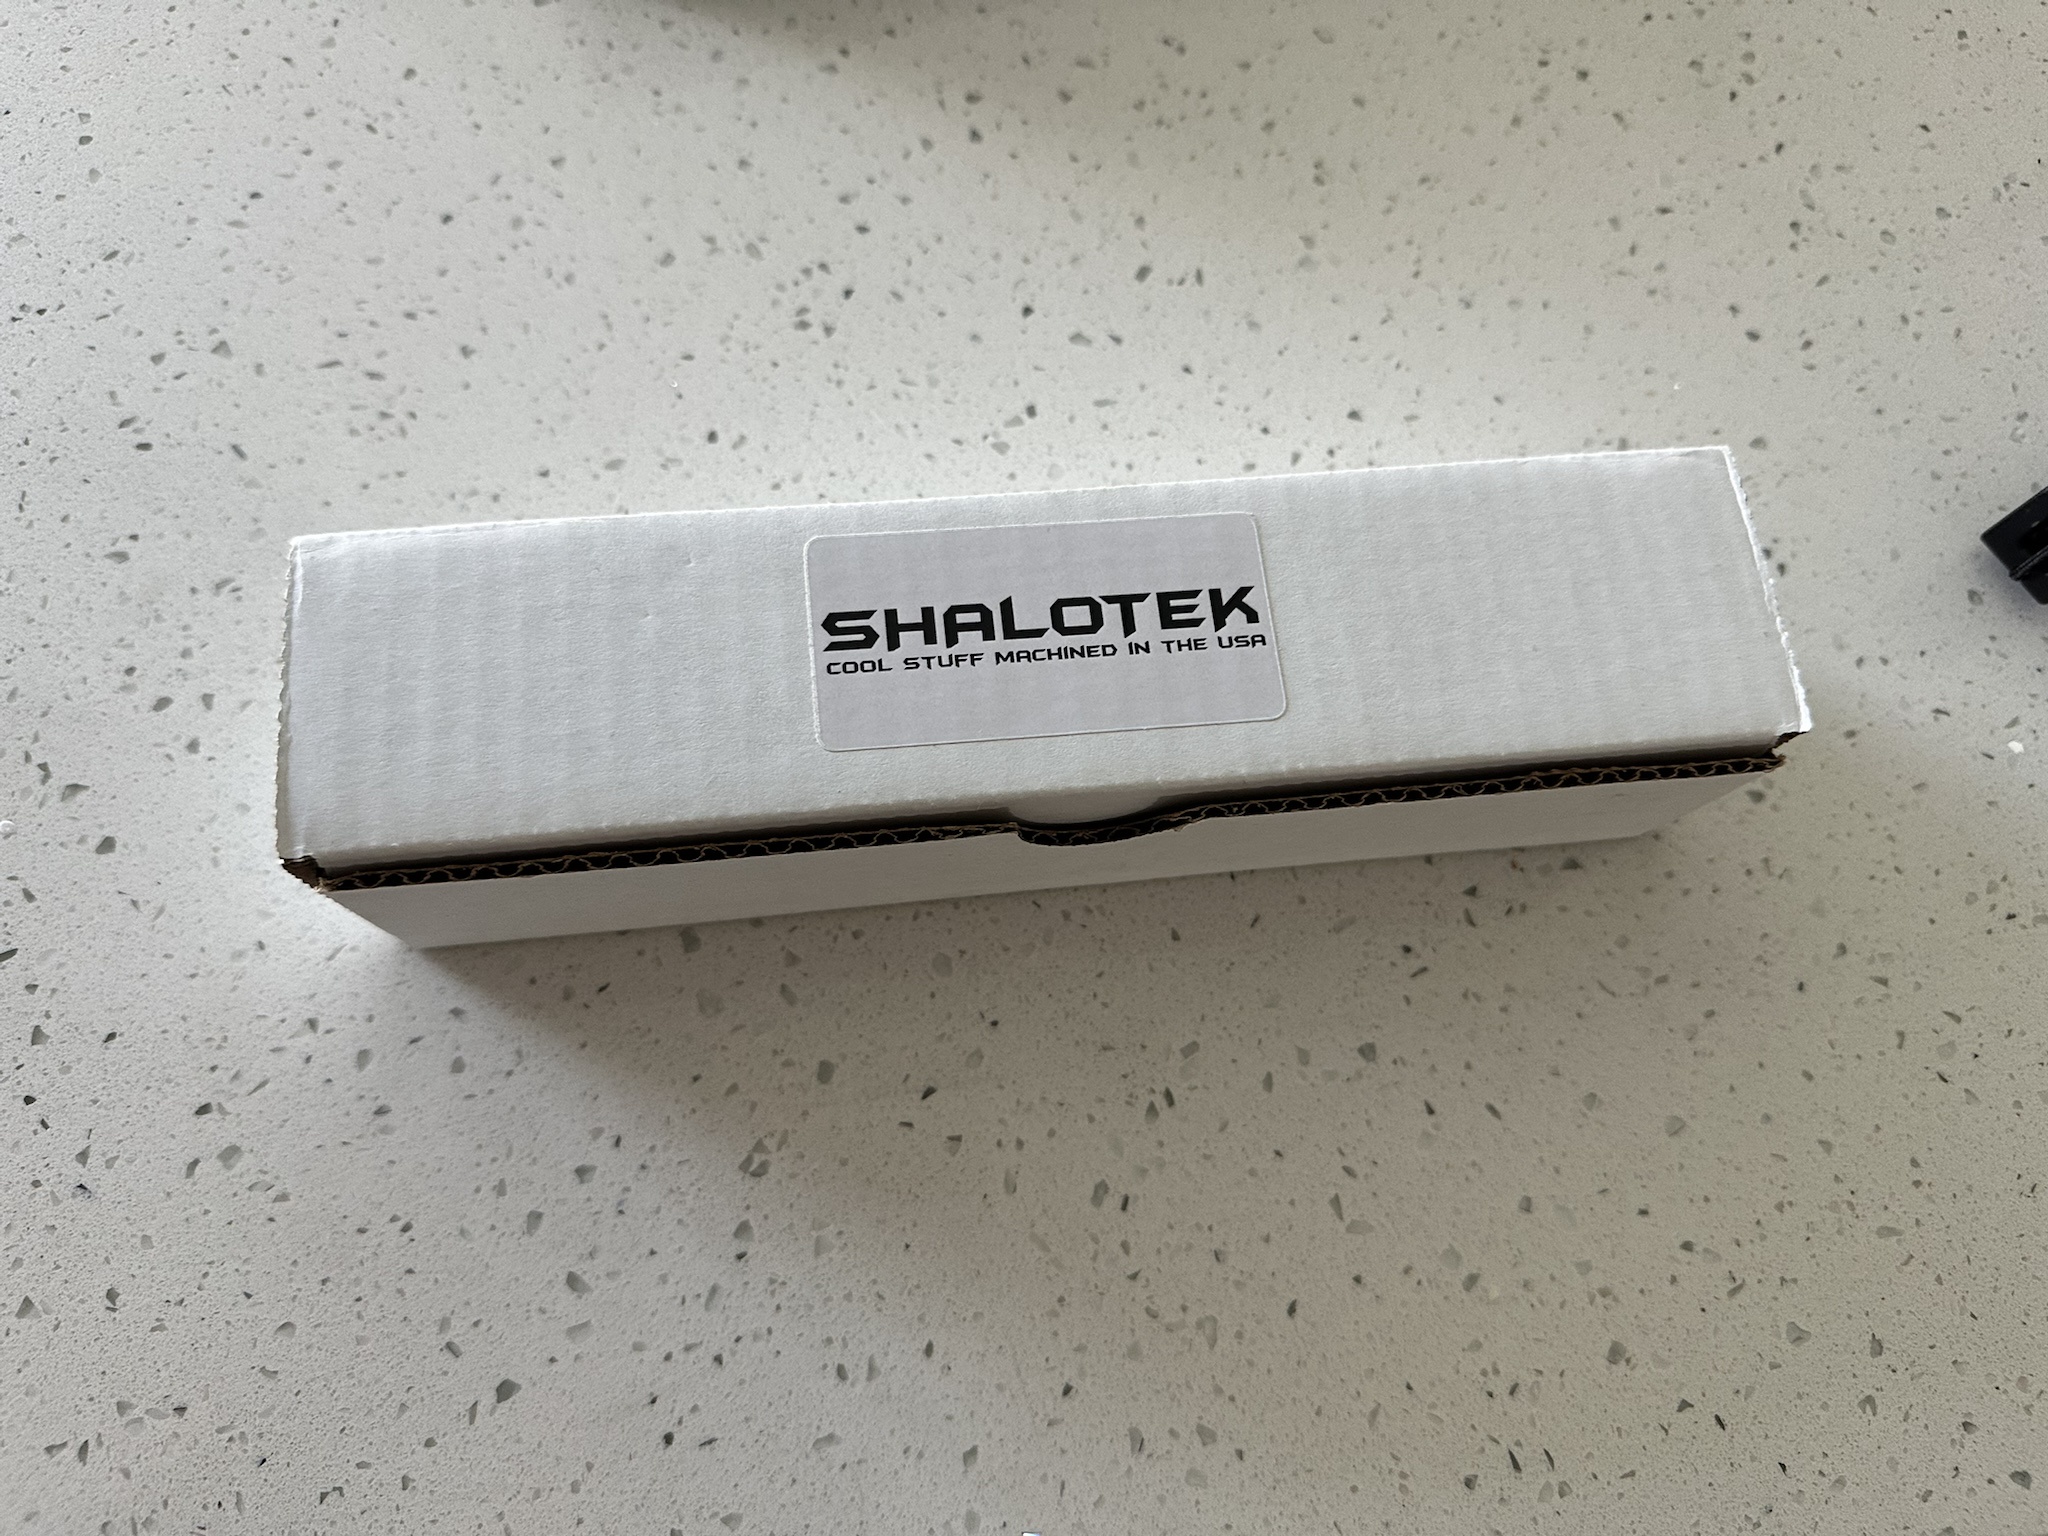 SHALOTEK
COOL STUFF MACHINED IN THE USA